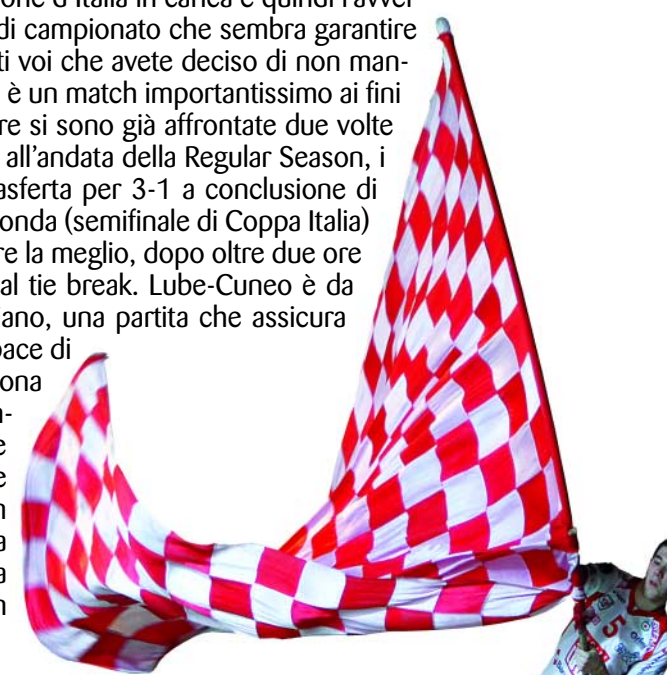 one d'Italia in carica e quindi l'avver
di campionato che sembra garantire
ti voi che avete deciso di non man-
è un match importantissimo ai fini
re si sono già affrontate due volte
all'andata della Regular Season, i
asferta per 3-1 a conclusione di
onda (semifinale di Coppa Italia)
re la meglio, dopo oltre due ore
al tie break. Lube-Cuneo è da
iano, una partita che assicura
pace di
ona
n-
e
e
n
a
a
n
5